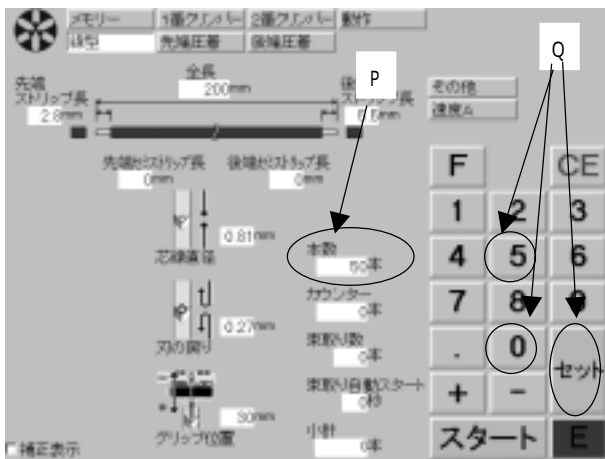 メモリー 1番クリンパー 2番クリンパー 動作
線型 先端圧着 後端圧着
P
Q
全長
200mm
先端
ストリップ長
2.8mm
後
ストリップ長
5.5mm
その他
速度A
先端セミストリップ長 後端セミストリップ長
0mm 0mm
0.81mm
芯線直径
0.27mm
刃の戻り
30mm
グリップ位置
本数
50本
カウンター
0本
束取り数
0本
束取り自動スタート
0秒
小計
0本
補正表示
F CE
1 2 3
4 5 6
7 8 9
. 0 セット
+ -
スタート E